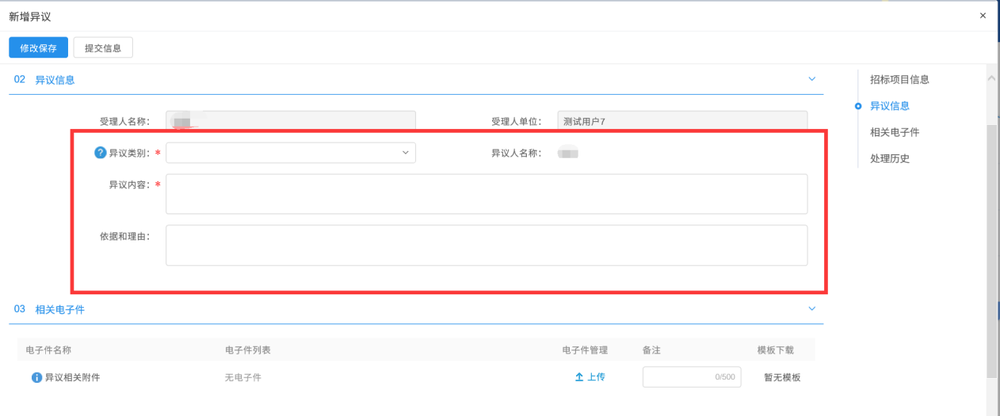 新增异议
×
修改保存 提交信息
02 异议信息
受理人名称： 受理人单位： 测试用户7
? 异议类别：* 异议人名称：
异议内容：*
依据和理由：
03 相关电子件
电子件名称 电子件列表 电子件管理 备注 模板下载
i 异议相关附件 无电子件 上传 0/500 暂无模板
招标项目信息
异议信息
相关电子件
处理历史